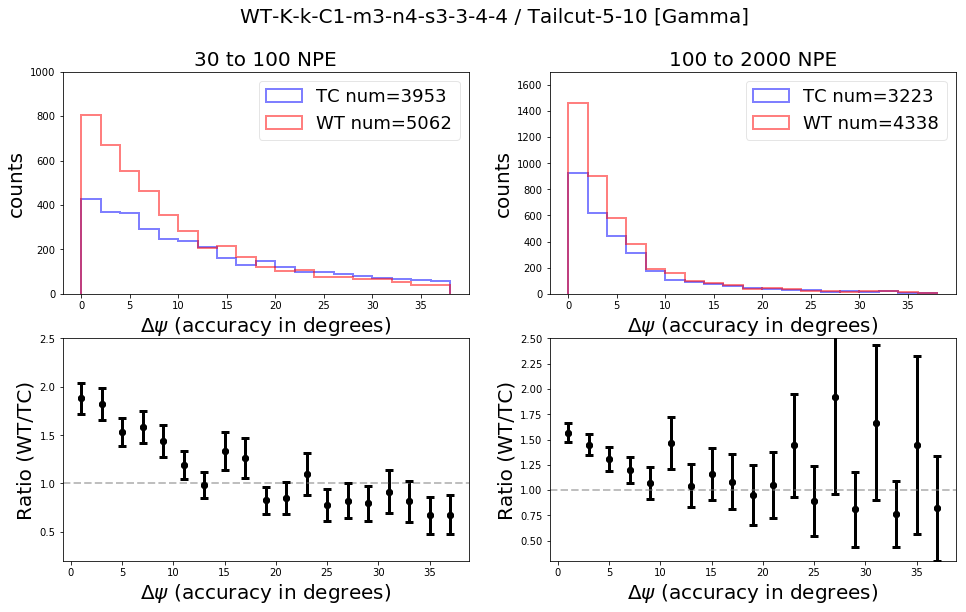 WT-K-k-C1-m3-n4-s3-3-4-4 / Tailcut-5-10 [Gamma]
30 to 100 NPE
1000
800
600
400
200
0
counts
TC num=3953
WT num=5062
0 5 10 15 20 25 30 35
Δψ (accuracy in degrees)
100 to 2000 NPE
1600
1400
1200
1000
800
600
400
200
0
counts
TC num=3223
WT num=4338
0 5 10 15 20 25 30 35
Δψ (accuracy in degrees)
2.5
2.0
1.5
1.0
0.5
Ratio (WT/TC)
0 5 10 15 20 25 30 35
Δψ (accuracy in degrees)
2.50
2.25
2.00
1.75
1.50
1.25
1.00
0.75
0.50
Ratio (WT/TC)
0 5 10 15 20 25 30 35
Δψ (accuracy in degrees)